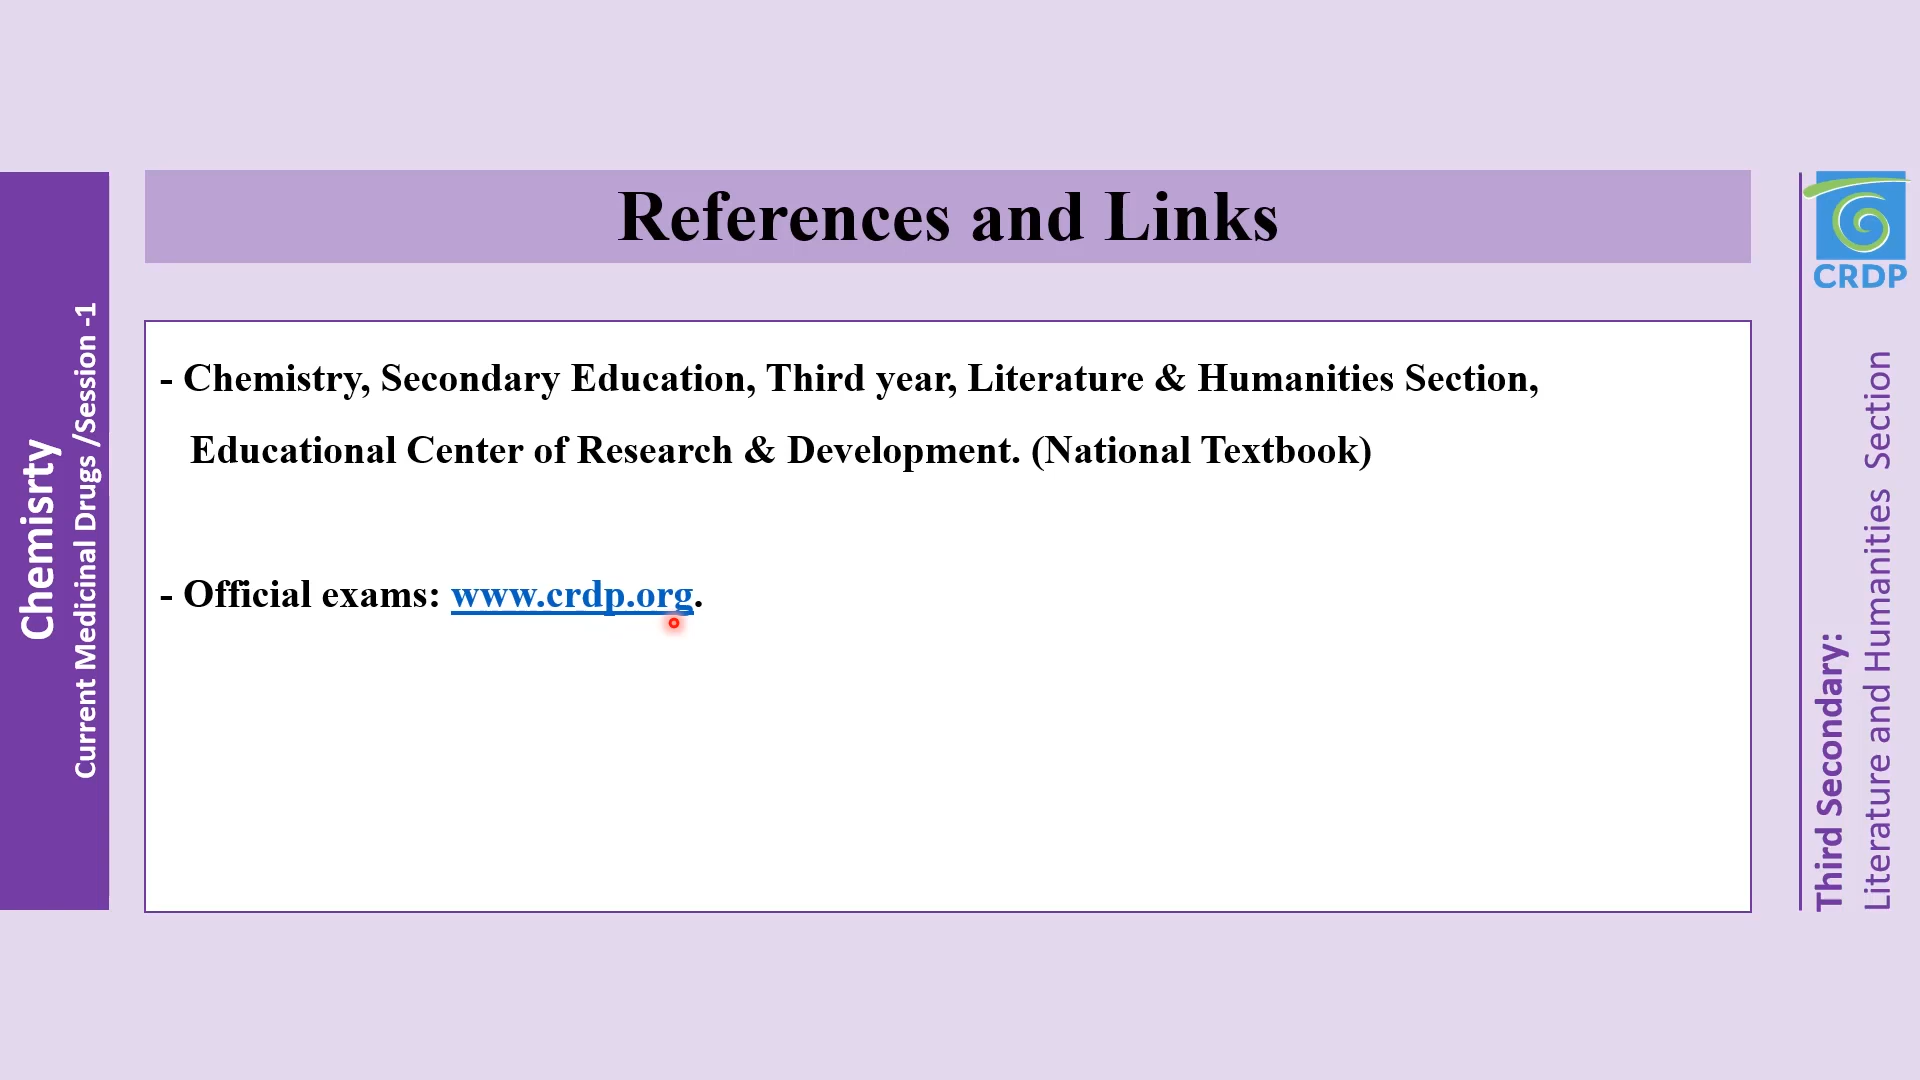 References and Links
- Chemistry, Secondary Education, Third year, Literature & Humanities Section,
Educational Center of Research & Development. (National Textbook)
- Official exams: www.crdp.org.
Chemisrty
Current Medicinal Drugs /Session -1
CRDP
Third Secondary:
Literature and Humanities Section